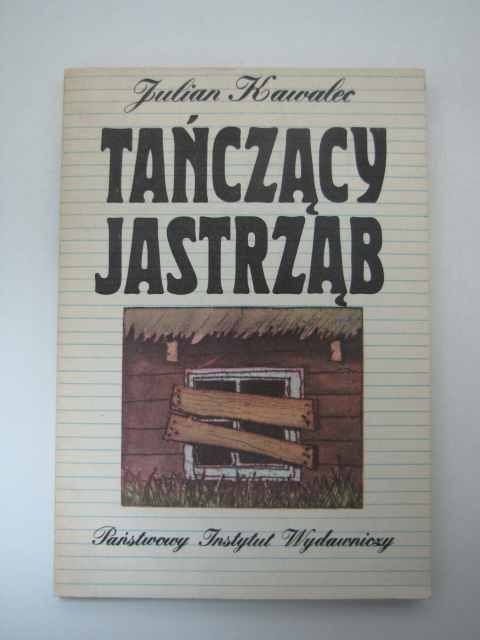 Julian Kawalec
TAŃCZĄCY
JASTRZĄB
Państwowy Instytut Wydawniczy